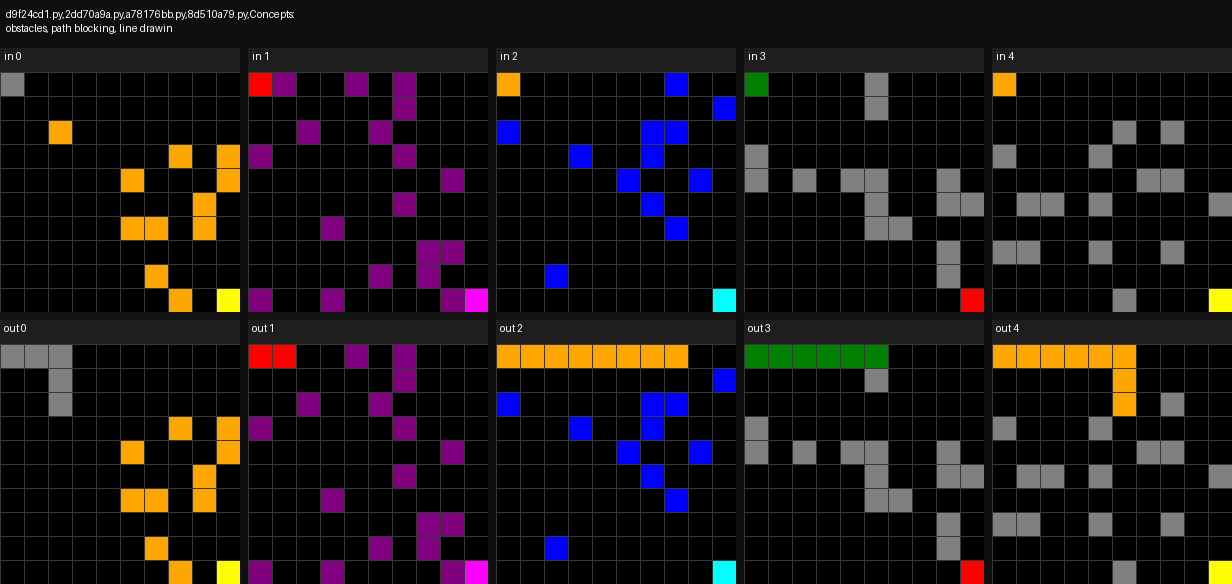 d9f24cd1.py,2dd70a9a.py,a78176bb.py,8d510a79.py,Concepts:
obstacles, path blocking, line drawin
in 0 in 1 in 2 in 3 in 4
out 0 out 1 out 2 out 3 out 4